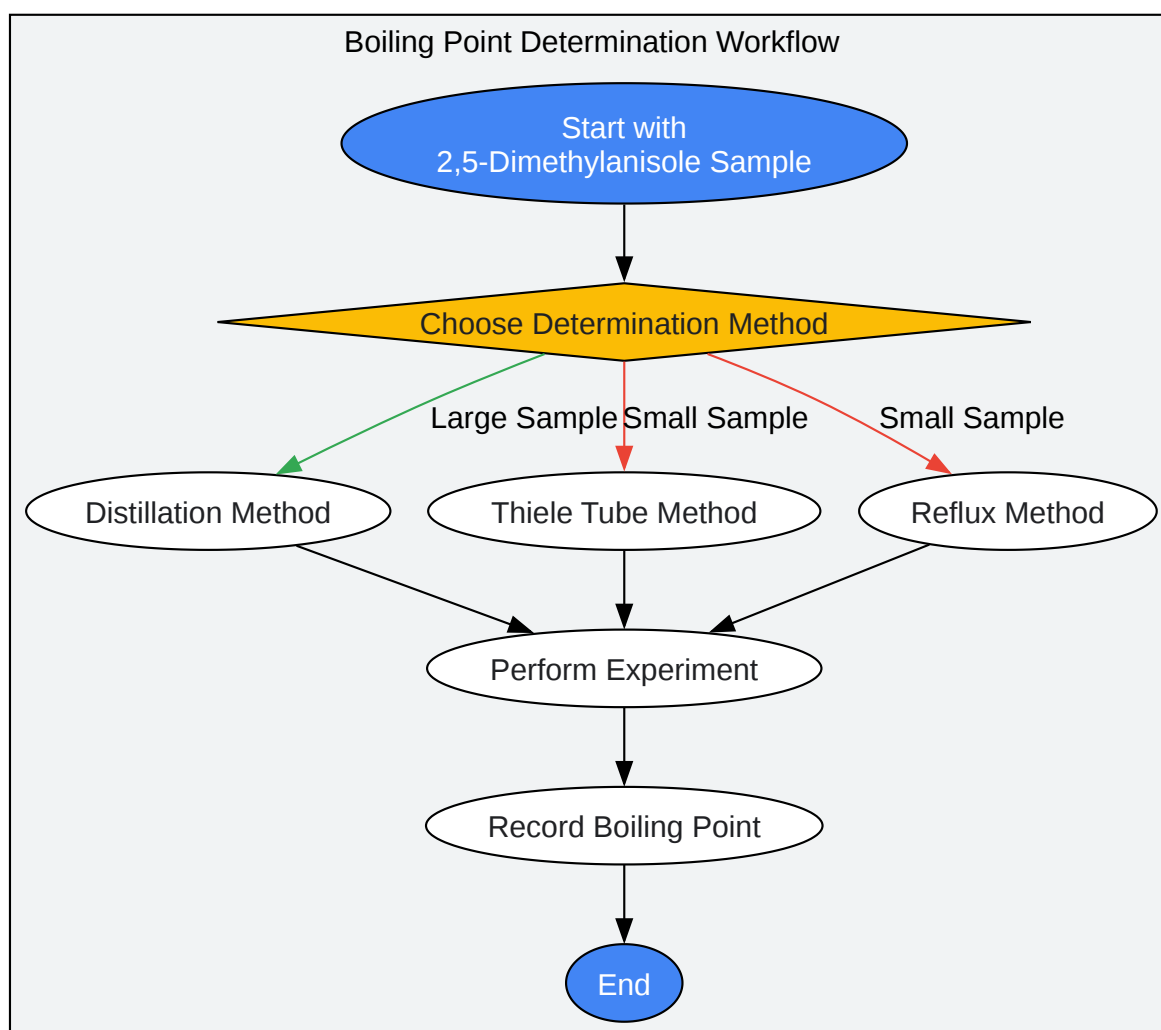 Boiling Point Determination Workflow
Start with
2,5-Dimethylanisole Sample
Choose Determination Method
Large Sample
Small Sample
Small Sample
Distillation Method
Thiele Tube Method
Reflux Method
Perform Experiment
Record Boiling Point
End